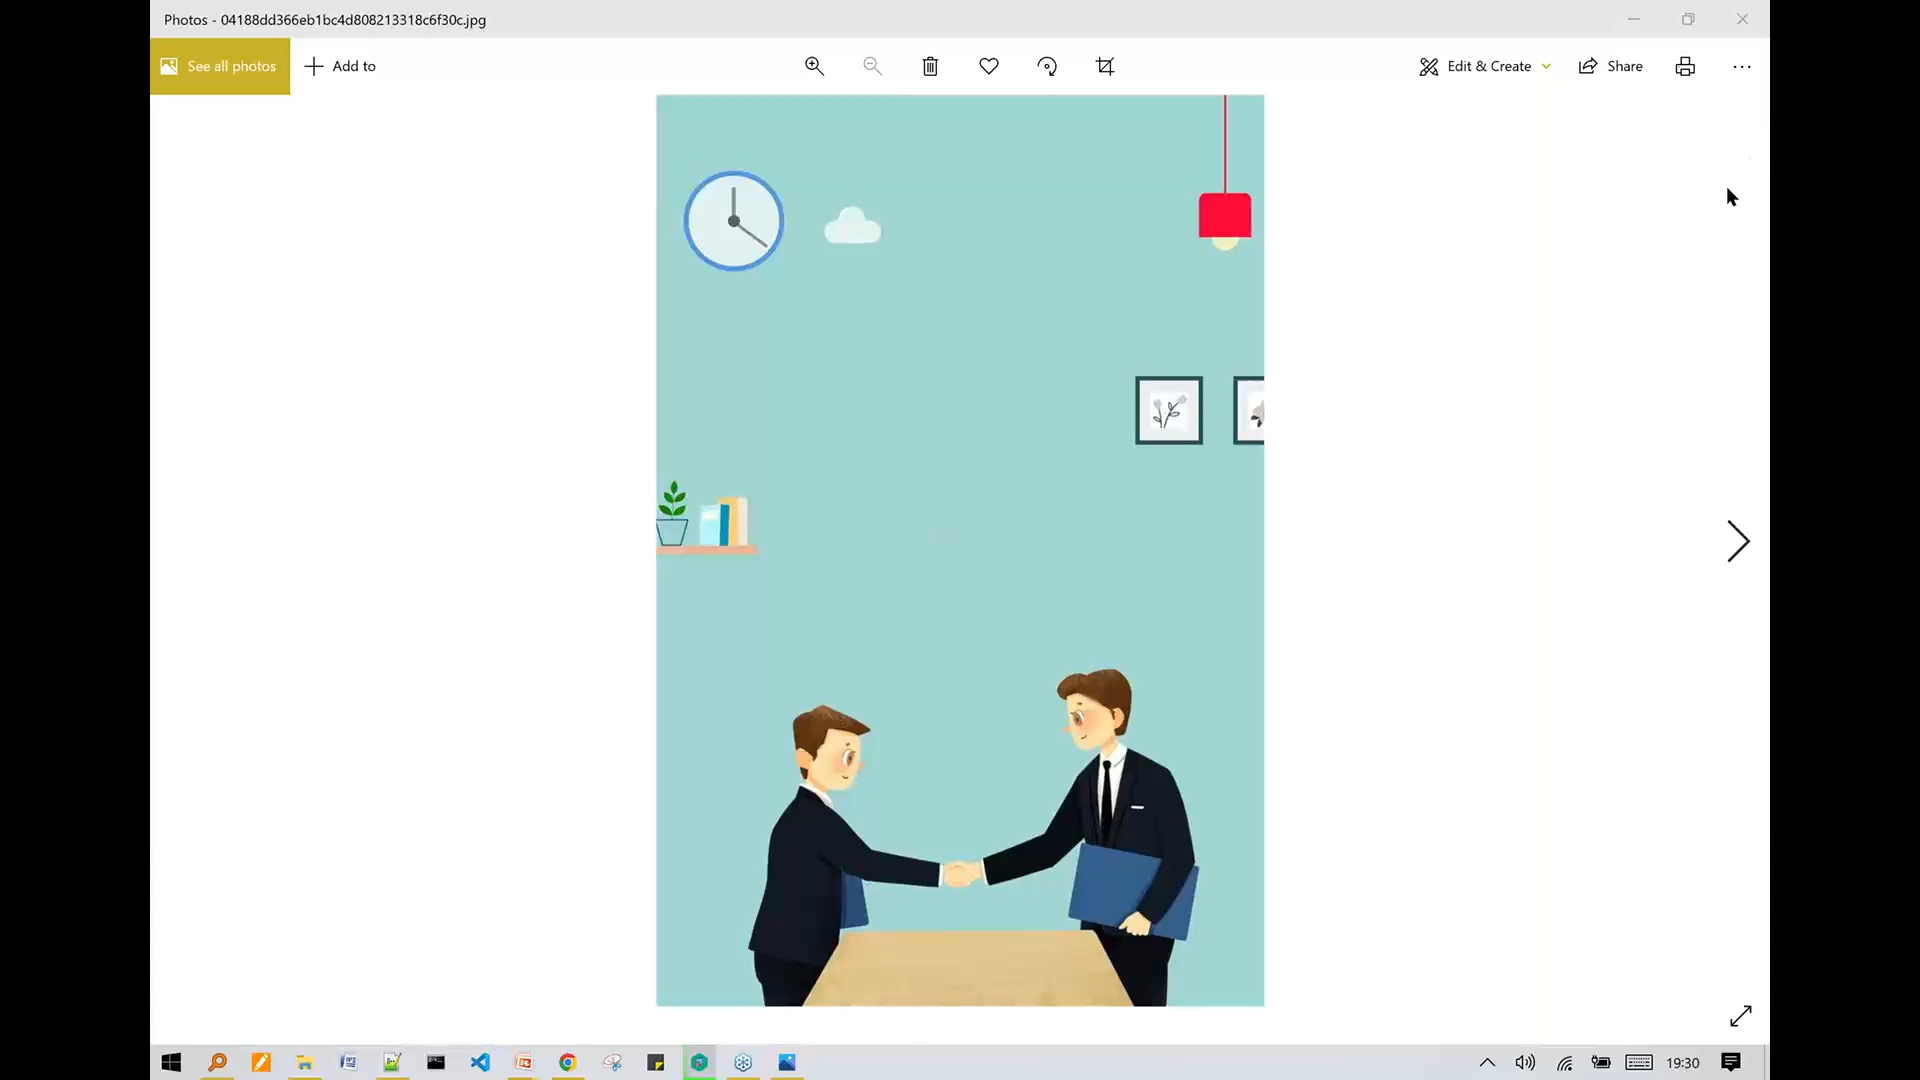 Photos - 04188dd366eb1bc4d808213318c6f30c.jpg
See all photos
Add to
Edit & Create
Share
19:30